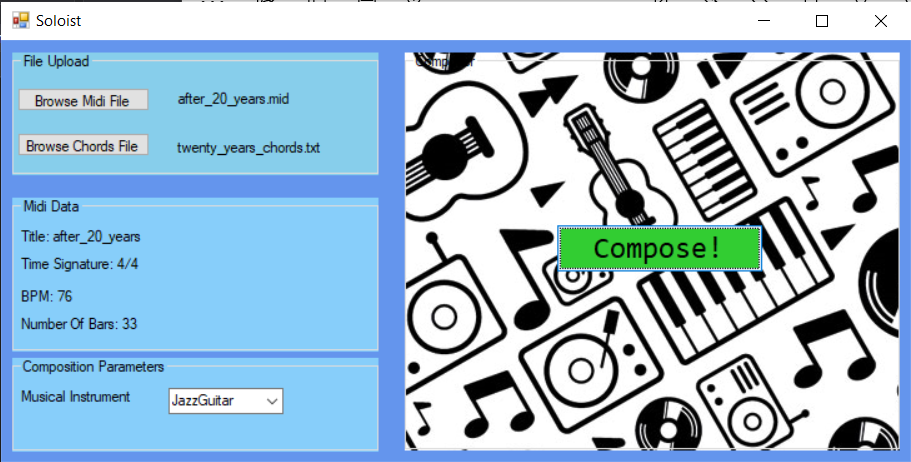 Soloist
File Upload
Browse Midi File
after_20_years.mid
Browse Chords File
twenty_years_chords.txt
Midi Data
Title: after_20_years
Time Signature: 4/4
BPM: 76
Number Of Bars: 33
Composition Parameters
Musical Instrument
JazzGuitar
Compose!